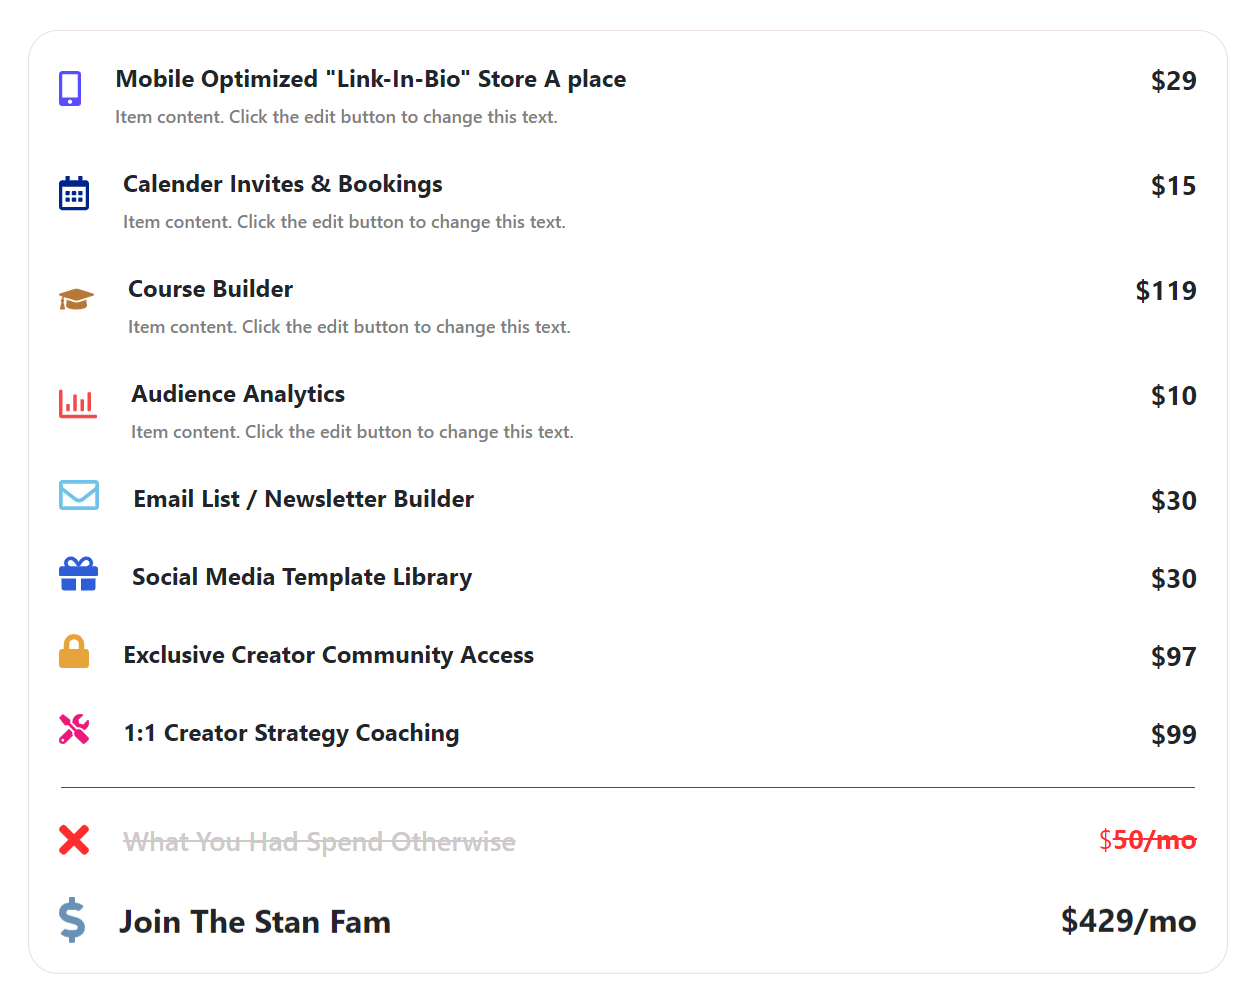 Mobile Optimized "Link-In-Bio" Store A place
$29
Item content. Click the edit button to change this text.
Calender Invites & Bookings
$15
Item content. Click the edit button to change this text.
Course Builder
$119
Item content. Click the edit button to change this text.
Audience Analytics
$10
Item content. Click the edit button to change this text.
Email List / Newsletter Builder
$30
Social Media Template Library
$30
Exclusive Creator Community Access
$97
1:1 Creator Strategy Coaching
$99
What You Had Spend Otherwise
$50/mo
Join The Stan Fam
$429/mo